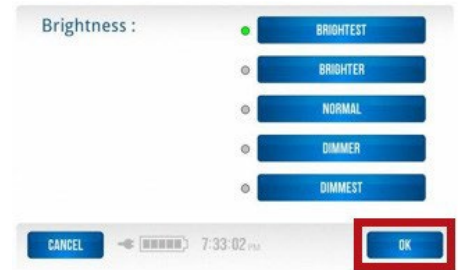 Brightness :
BRIGHTEST
BRIGHTER
NORMAL
DIMMER
DIMMEST
CANCEL 7:33:02 PM OK